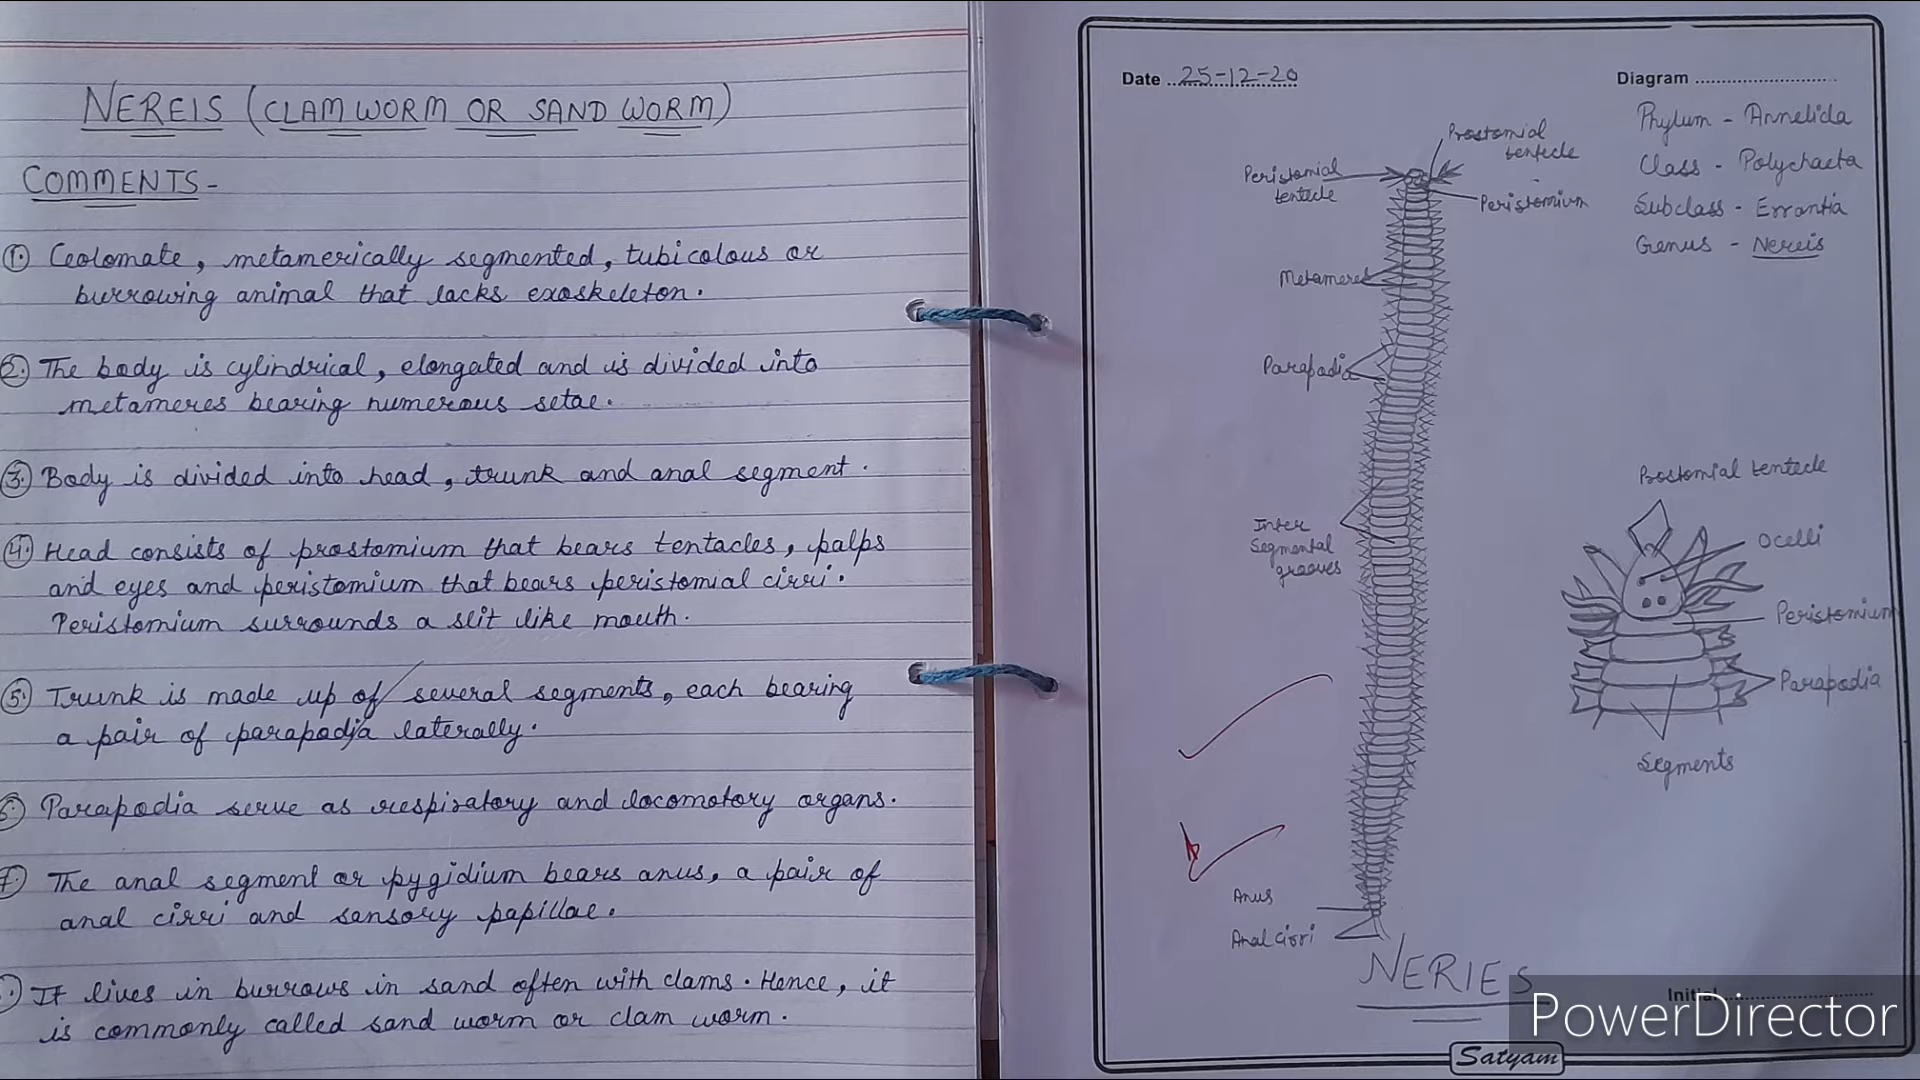 NEREIS (CLAM WORM OR SAND WORM)
COMMENTS-
1. Ceolomate, metamerically segmented, tubicolous or
burrowing animal that lacks exoskeleton.
2. The body is cylindrical, elongated and is divided into
metameres bearing numerous setae.
3. Body is divided into head, trunk and anal segment.
4. Head consists of prostomium that bears tentacles, palps
and eyes and peristomium that bears peristomial cirri.
Peristomium surrounds a slit like mouth.
5. Trunk is made up of several segments, each bearing
a pair of parapodia laterally.
6. Parapodia serve as respiratory and locomotory organs.
7. The anal segment or pygidium bears anus, a pair of
anal cirri and sensory papillae.
It lives in burrows in sand often with clams. Hence, it
is commonly called sand worm or clam worm.
Date 25-12-20
Diagram
Phylum - Annelida
Class - Polychaeta
Subclass - Errantia
Genus - Nereis
Prostomial
tentecle
Peristomial
tentecle
Peristomium
Metameres
Parapodia
Inter
Segmental
grooves
Anus
Anal cirri
NERIES
Prostomial tentecle
Ocelli
Peristomium
Parapodia
Segments
Initial
PowerDirector
Satyam